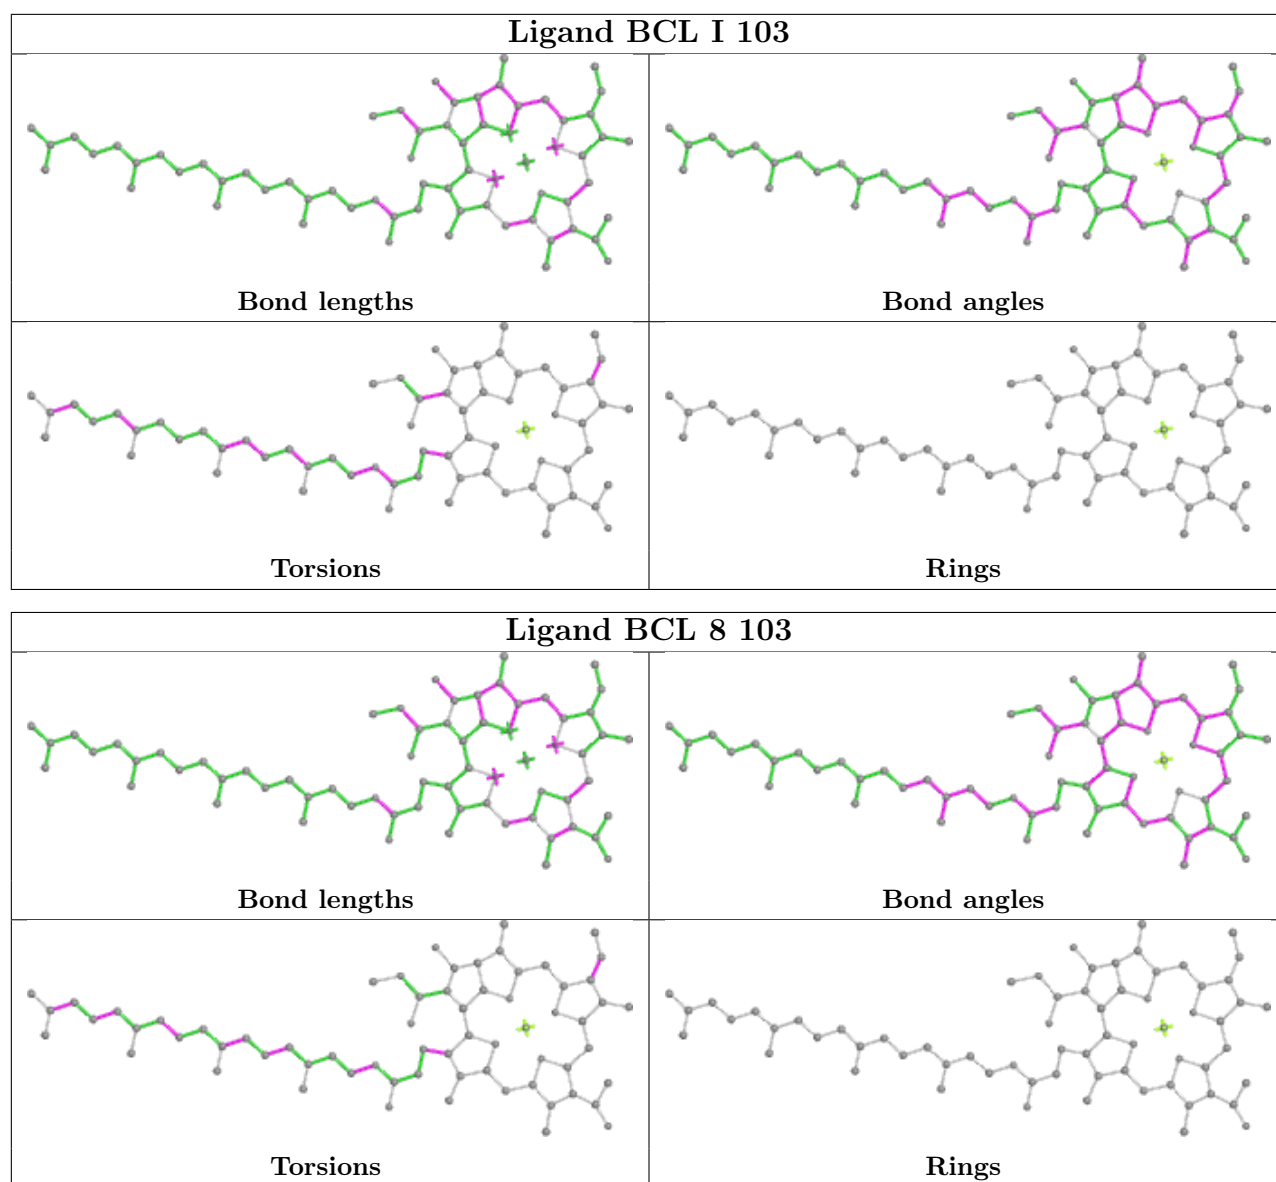 Ligand BCL I 103
Bond lengths
Bond angles
Torsions
Rings
Ligand BCL 8 103
Bond lengths
Bond angles
Torsions
Rings